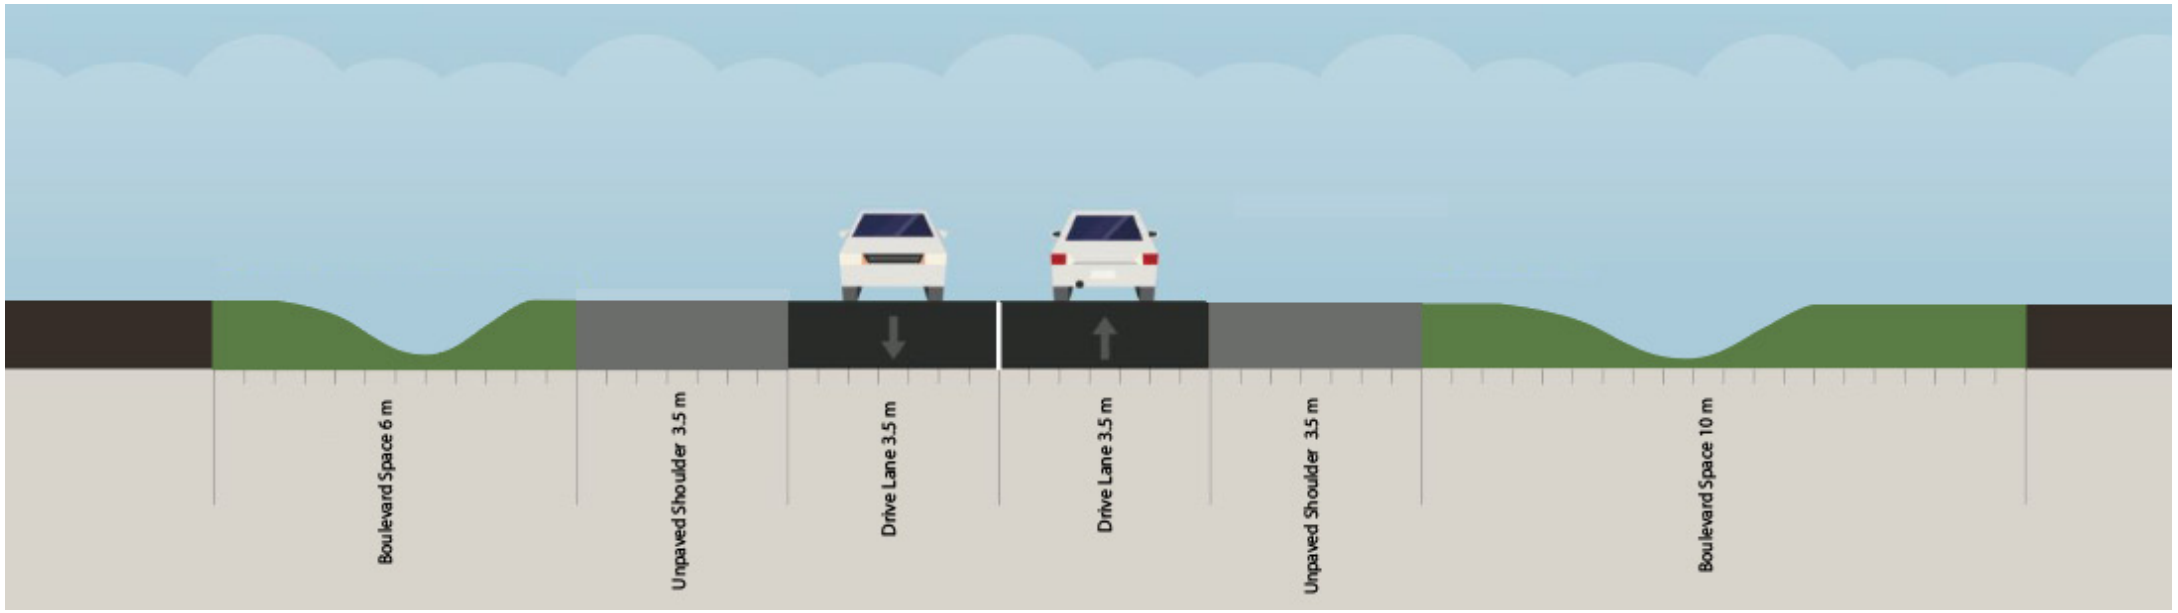 Boulevard Space 6 m
Unpaved Shoulder 3.5 m
Drive Lane 3.5 m
Drive Lane 3.5 m
Unpaved Shoulder 3.5 m
Boulevard Space 10 m